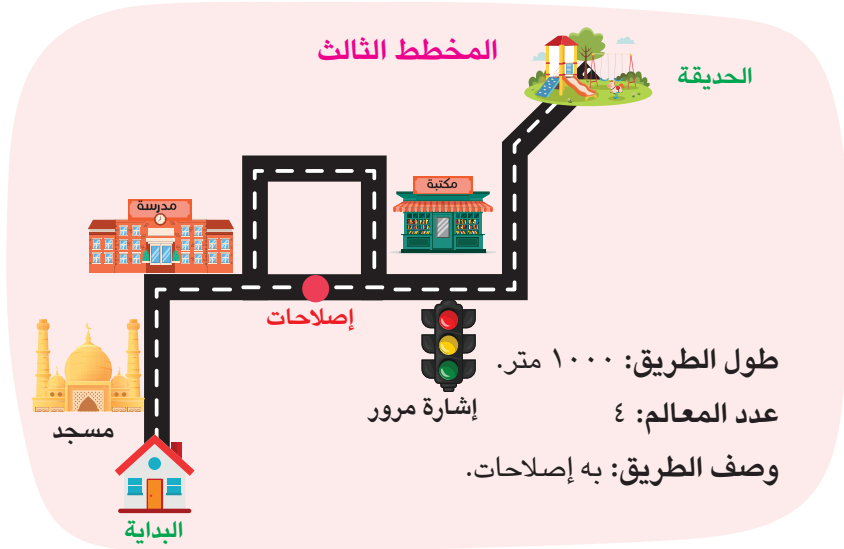 المخطط الثالث
الحديقة
مكتبة
مدرسة
إصلاحات
إشارة مرور
مسجد
البداية
طول الطريق: ١٠٠٠ متر.
عدد المعالم: ٤
وصف الطريق: به إصلاحات.